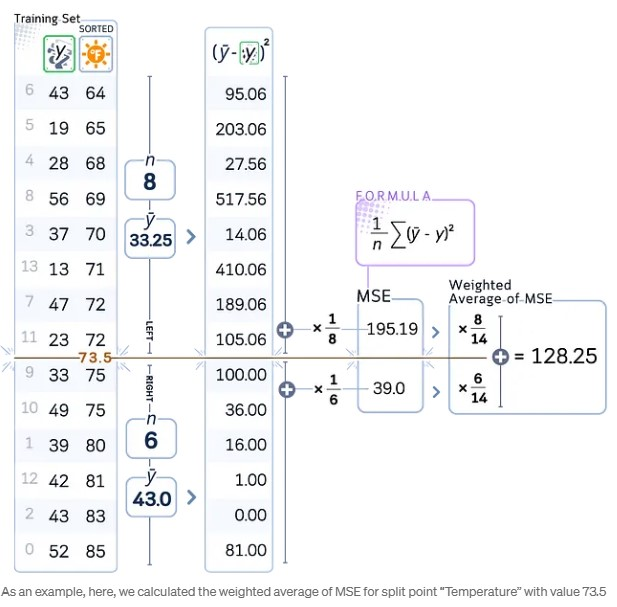 Training Set
SORTED
y °F (ȳ-y)²
6 43 64 95.06
5 19 65 203.06
4 28 68 27.56
n
8
8 56 69 517.56
FORMULA
1/n ∑(ȳ - y)²
ȳ
33.25
3 37 70 14.06
13 13 71 410.06
7 47 72 189.06
LEFT
11 23 72 105.06
MSE
Weighted
Average of MSE
+ × 1/8 195.19 × 8/14
73.5
+ = 128.25
9 33 75 100.00
RIGHT
+ × 1/6 39.0 × 6/14
10 49 75 36.00
n
6
1 39 80 16.00
12 42 81 1.00
ȳ
43.0
2 43 83 0.00
0 52 85 81.00
As an example, here, we calculated the weighted average of MSE for split point “Temperature” with value 73.5